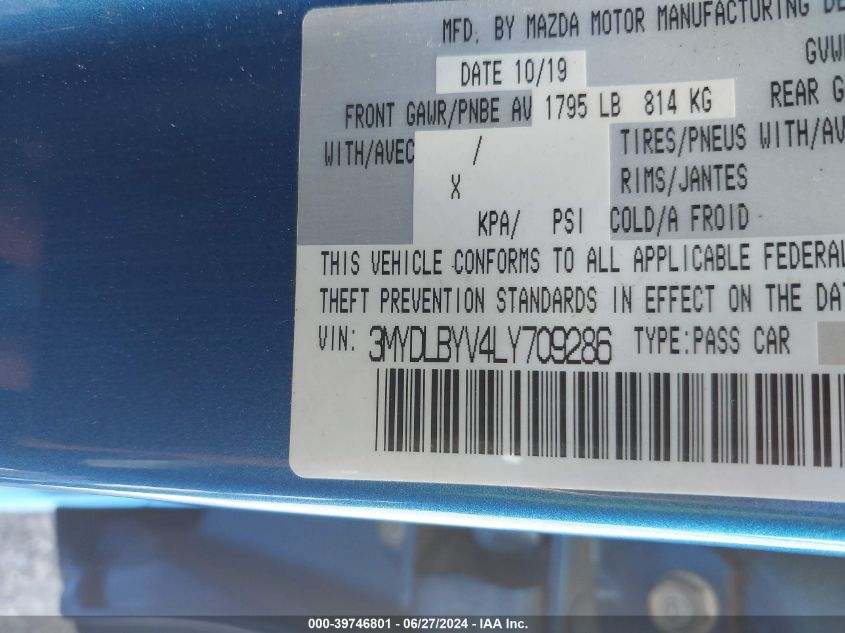 MFD. BY MAZDA MOTOR MANUFACTURING DE
GVW
DATE 10/19
FRONT GAWR/PNBE AV 1795 LB 814 KG REAR G
WITH/AVEC / TIRES/PNEUS WITH/AV
X RIMS/JANTES
KPA/ PSI COLD/A FROID
THIS VEHICLE CONFORMS TO ALL APPLICABLE FEDERAL
THEFT PREVENTION STANDARDS IN EFFECT ON THE DAT
VIN: 3MYDLBYV4LY709286 TYPE:PASS CAR
000-39746801 - 06/27/2024 - IAA Holdings, LLC.